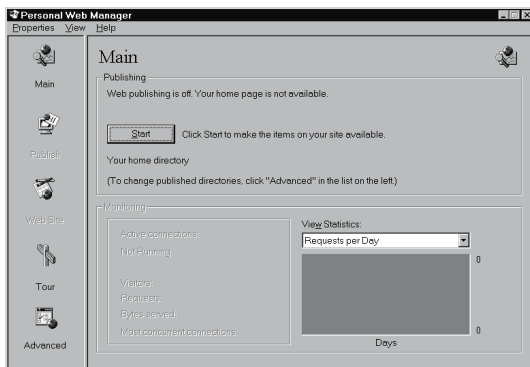 Personal Web Manager
Properties View Help
Main
Publish
Web Site
Tour
Advanced
Main
Publishing
Web publishing is off. Your home page is not available.
Start Click Start to make the items on your site available.
Your home directory
(To change published directories, click "Advanced" in the list on the left.)
Monitoring
Active connections:
Not Running
Visitors:
Requests:
Bytes served:
Most concurrent connections:
View Statistics:
Requests per Day
0
0
Days